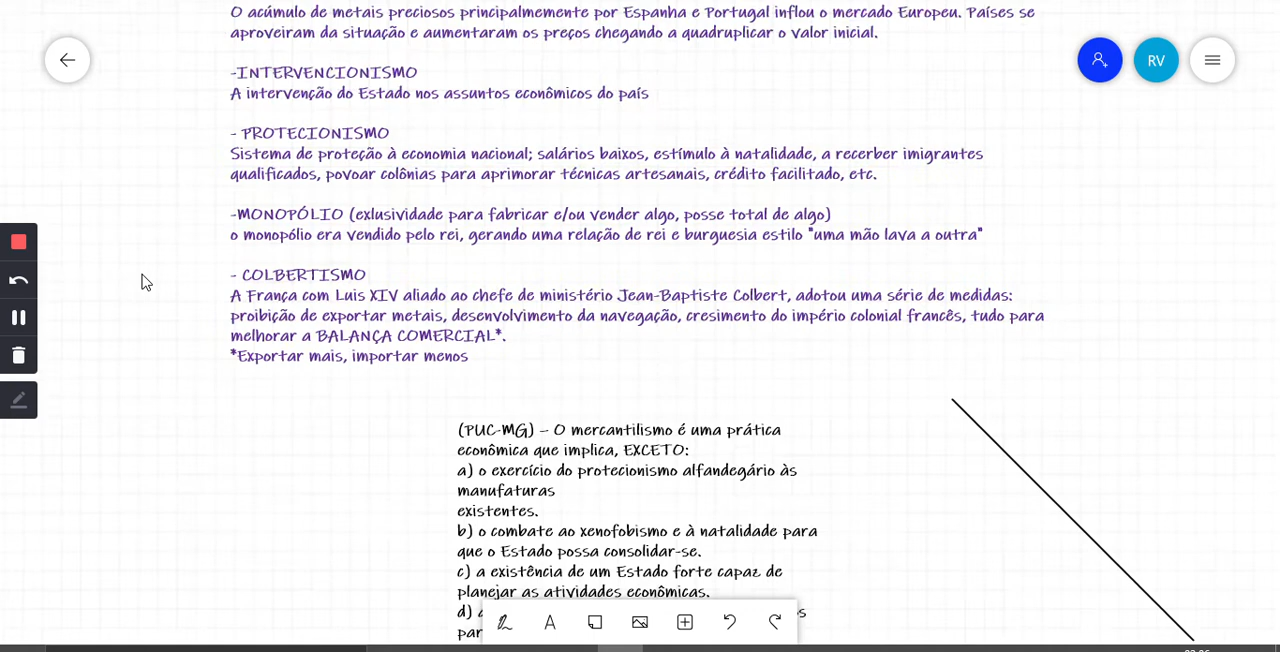 O acúmulo de metais preciosos principalmemente por Espanha e Portugal inflou o mercado Europeu. Países se
aproveiram da situação e aumentaram os preços chegando a quadruplicar o valor inicial.
-INTERVENCIONISMO
A intervenção do Estado nos assuntos econômicos do país
- PROTECIONISMO
Sistema de proteção à economia nacional; salários baixos, estímulo à natalidade, a recerber imigrantes
qualificados, povoar colônias para aprimorar técnicas artesanais, crédito facilitado, etc.
-MONOPÓLIO (exlusividade para fabricar e/ou vender algo, posse total de algo)
o monopólio era vendido pelo rei, gerando uma relação de rei e burguesia estilo "uma mão lava a outra"
- COLBERTISMO
A França com Luis XIV aliado ao chefe de ministério Jean-Baptiste Colbert, adotou uma série de medidas:
proibição de exportar metais, desenvolvimento da navegação, cresimento do império colonial francês, tudo para
melhorar a BALANÇA COMERCIAL*.
*Exportar mais, importar menos
(PUC-MG) – O mercantilismo é uma prática
econômica que implica, EXCETO:
a) o exercício do protecionismo alfandegário às
manufaturas
existentes.
b) o combate ao xenofobismo e à natalidade para
que o Estado possa consolidar-se.
c) a existência de um Estado forte capaz de
planejar as atividades econômicas.
d)
RV
A